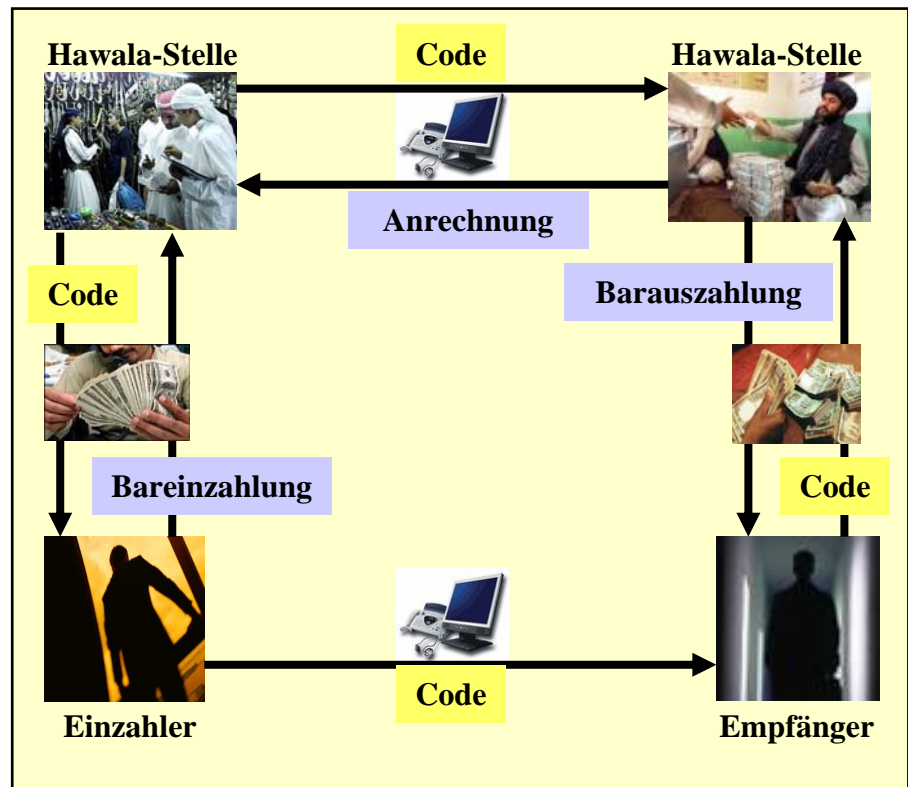 Hawala-Stelle
Code
Hawala-Stelle
Anrechnung
Code
Barauszahlung
Bareinzahlung
Code
Code
Einzahler
Empfänger